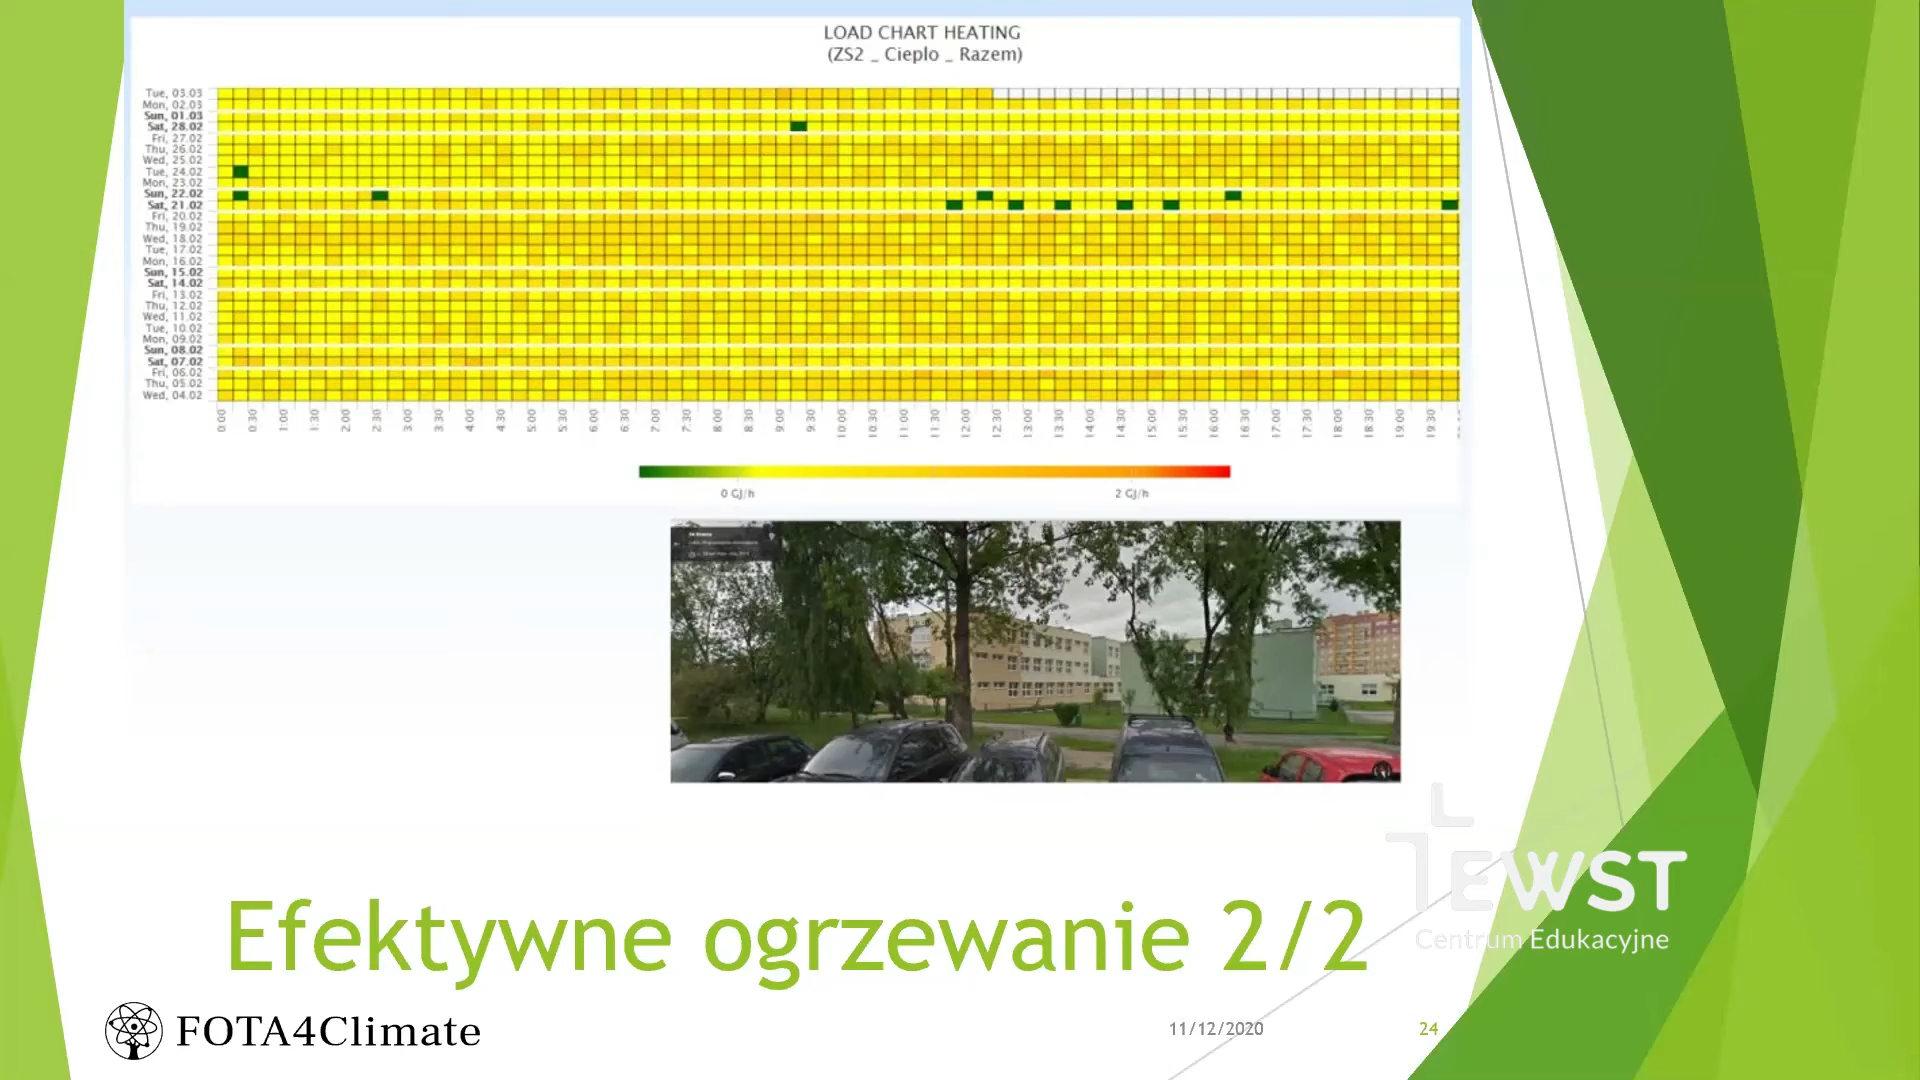 LOAD CHART HEATING
(ZS2 _ Cieplo _ Razem)
Tue, 03.03
Mon, 02.03
Sun, 01.03
Sat, 28.02
Fri, 27.02
Thu, 26.02
Wed, 25.02
Tue, 24.02
Mon, 23.02
Sun, 22.02
Sat, 21.02
Fri, 20.02
Thu, 19.02
Wed, 18.02
Tue, 17.02
Mon, 16.02
Sun, 15.02
Sat, 14.02
Fri, 13.02
Thu, 12.02
Wed, 11.02
Tue, 10.02
Mon, 09.02
Sun, 08.02
Sat, 07.02
Fri, 06.02
Thu, 05.02
Wed, 04.02
0:00 0:30 1:00 1:30 2:00 2:30 3:00 3:30 4:00 4:30 5:00 5:30 6:00 6:30 7:00 7:30 8:00 8:30 9:00 9:30 10:00 10:30 11:00 11:30 12:00 12:30 13:00 13:30 14:00 14:30 15:00 15:30 16:00 16:30 17:00 17:30 18:00 18:30 19:00 19:30
0 GJ/h 2 GJ/h
TEWST
Centrum Edukacyjne
Efektywne ogrzewanie 2/2
FOTA4Climate
11/12/2020
24